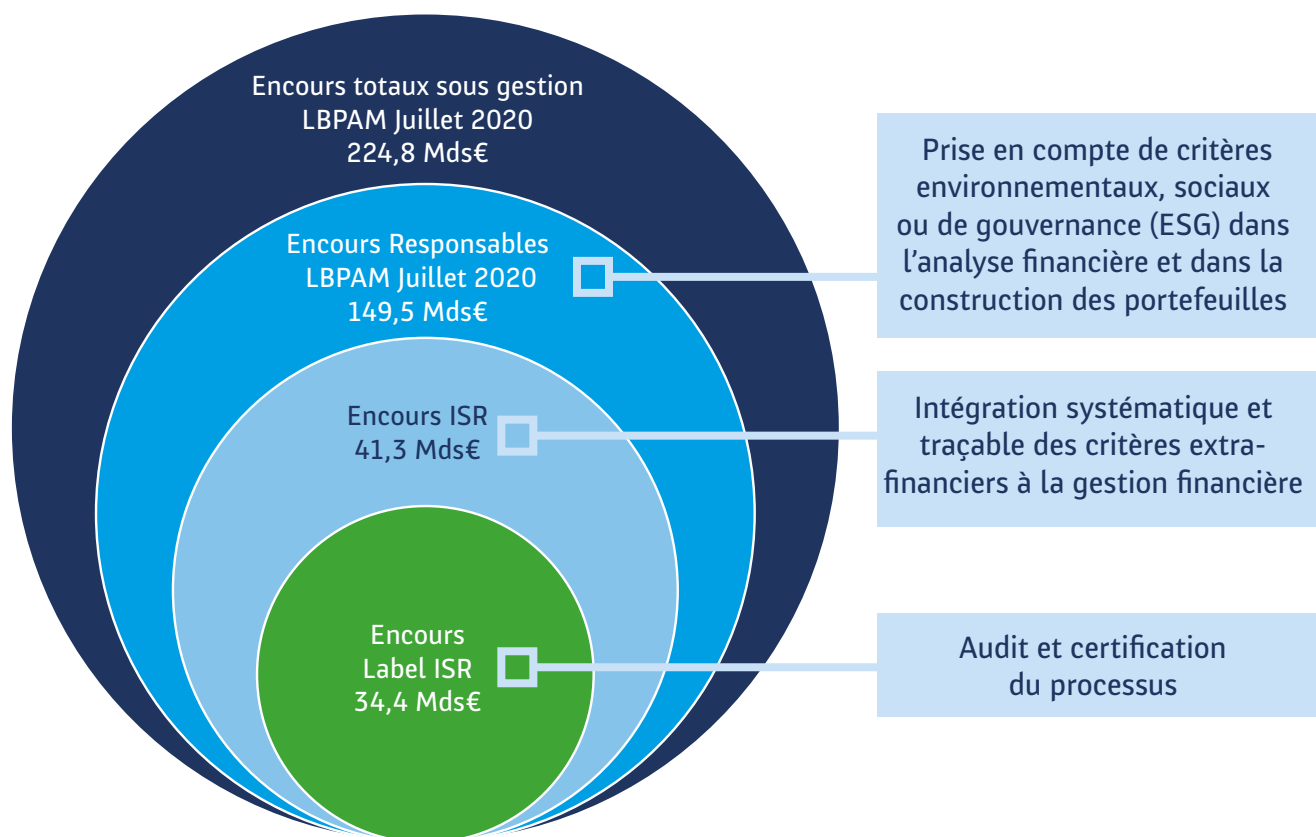 Encours totaux sous gestion
LBPAM Juillet 2020
224,8 Mds€
Encours Responsables
LBPAM Juillet 2020
149,5 Mds€
Encours ISR
41,3 Mds€
Encours
Label ISR
34,4 Mds€
Prise en compte de critères
environnementaux, sociaux
ou de gouvernance (ESG) dans
l’analyse financière et dans la
construction des portefeuilles
Intégration systématique et
traçable des critères extra-
financiers à la gestion financière
Audit et certification
du processus